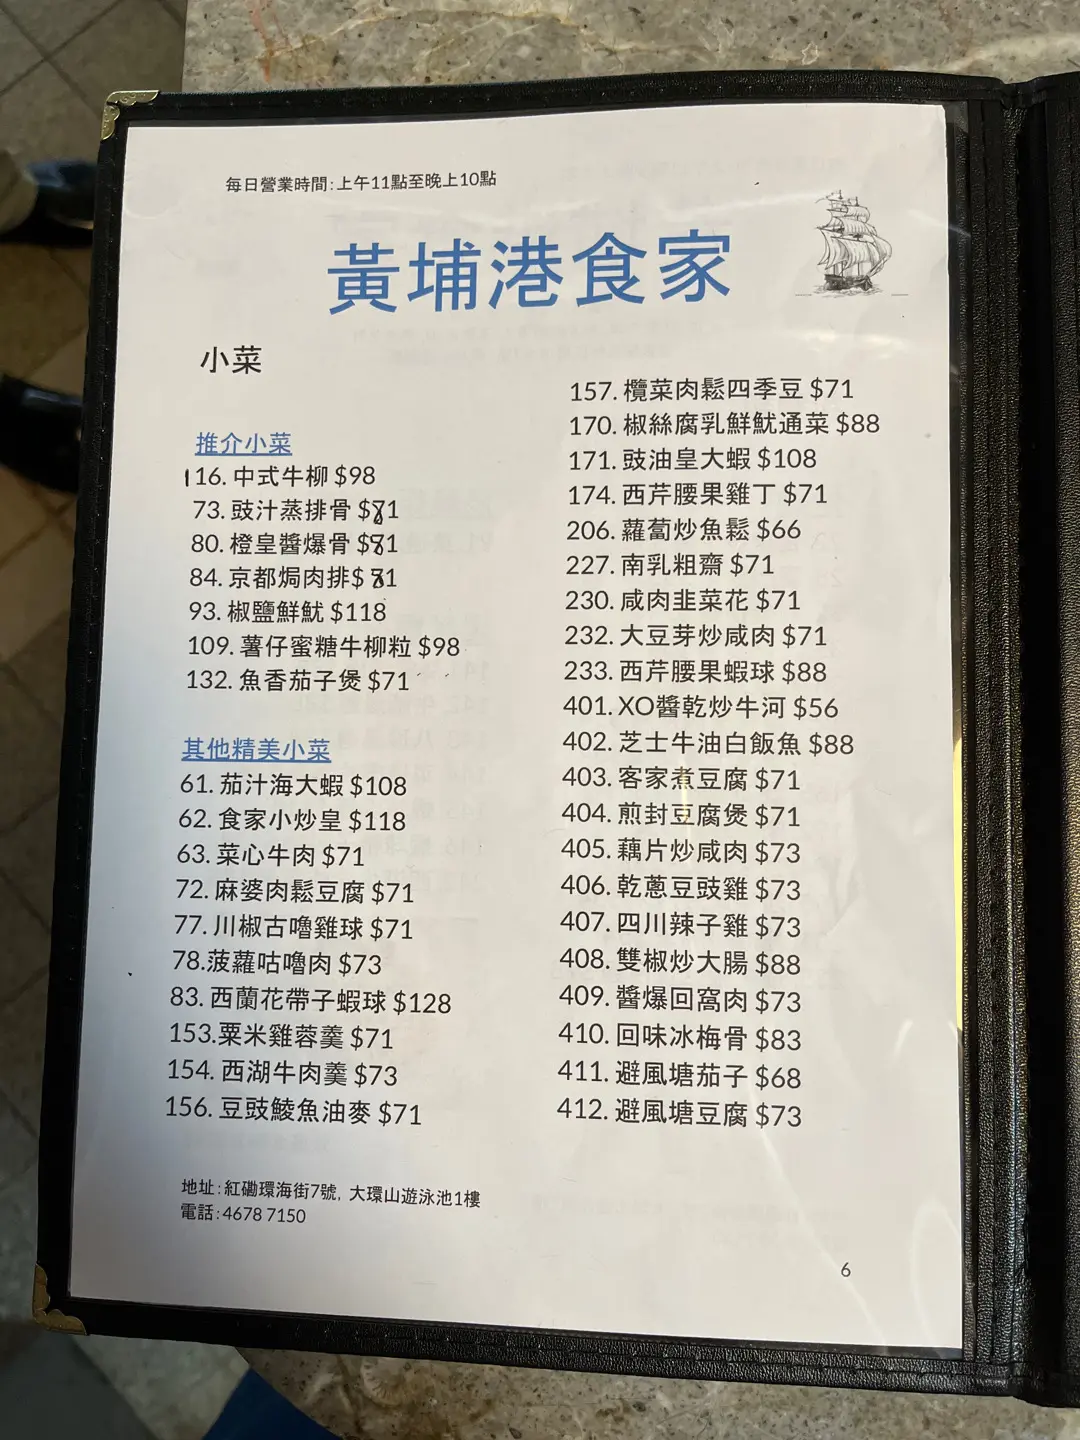 每日營業時間：上午11點至晚上10點
黃埔港食家
小菜
推介小菜
116. 中式牛柳 $98
73. 豉汁蒸排骨 $81
80. 橙皇醬爆骨 $81
84. 京都焗肉排$ 81
93. 椒鹽鮮魷 $118
109. 薯仔蜜糖牛柳粒 $98
132. 魚香茄子煲 $71
其他精美小菜
61. 茄汁海大蝦 $108
62. 食家小炒皇 $118
63. 菜心牛肉 $71
72. 麻婆肉鬆豆腐 $71
77. 川椒古嚕雞球 $71
78.菠蘿咕嚕肉 $73
83. 西蘭花帶子蝦球 $128
153.粟米雞蓉羹 $71
154. 西湖牛肉羹 $73
156. 豆豉鯪魚油麥 $71
157. 欖菜肉鬆四季豆 $71
170. 椒絲腐乳鮮魷通菜 $88
171. 豉油皇大蝦 $108
174. 西芹腰果雞丁 $71
206. 蘿蔔炒魚鬆 $66
227. 南乳粗齋 $71
230. 咸肉韭菜花 $71
232. 大豆芽炒咸肉 $71
233. 西芹腰果蝦球 $88
401. XO醬乾炒牛河 $56
402. 芝士牛油白飯魚 $88
403. 客家煮豆腐 $71
404. 煎封豆腐煲 $71
405. 藕片炒咸肉 $73
406. 乾蔥豆豉雞 $73
407. 四川辣子雞 $73
408. 雙椒炒大腸 $88
409. 醬爆回窩肉 $73
410. 回味冰梅骨 $83
411. 避風塘茄子 $68
412. 避風塘豆腐 $73
地址：紅磡環海街7號，大環山遊泳池1樓
電話：4678 7150
6